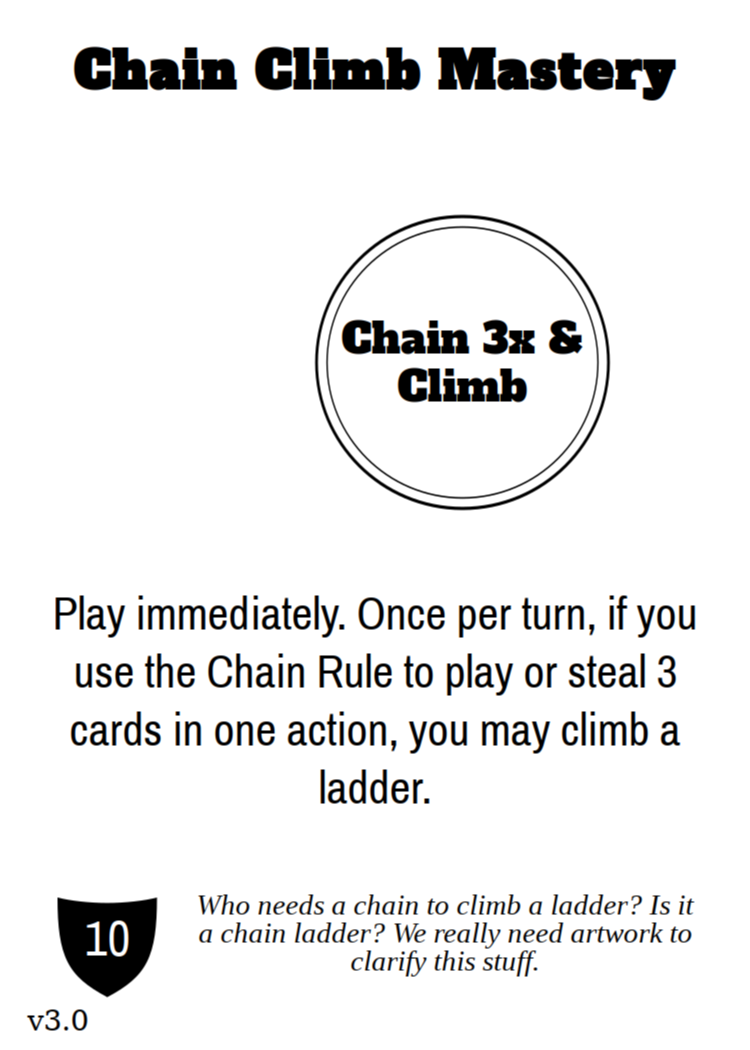 Chain Climb Mastery
Chain 3x &
Climb
Play immediately. Once per turn, if you
use the Chain Rule to play or steal 3
cards in one action, you may climb a
ladder.
10
Who needs a chain to climb a ladder? Is it
a chain ladder? We really need artwork to
clarify this stuff.
v3.0